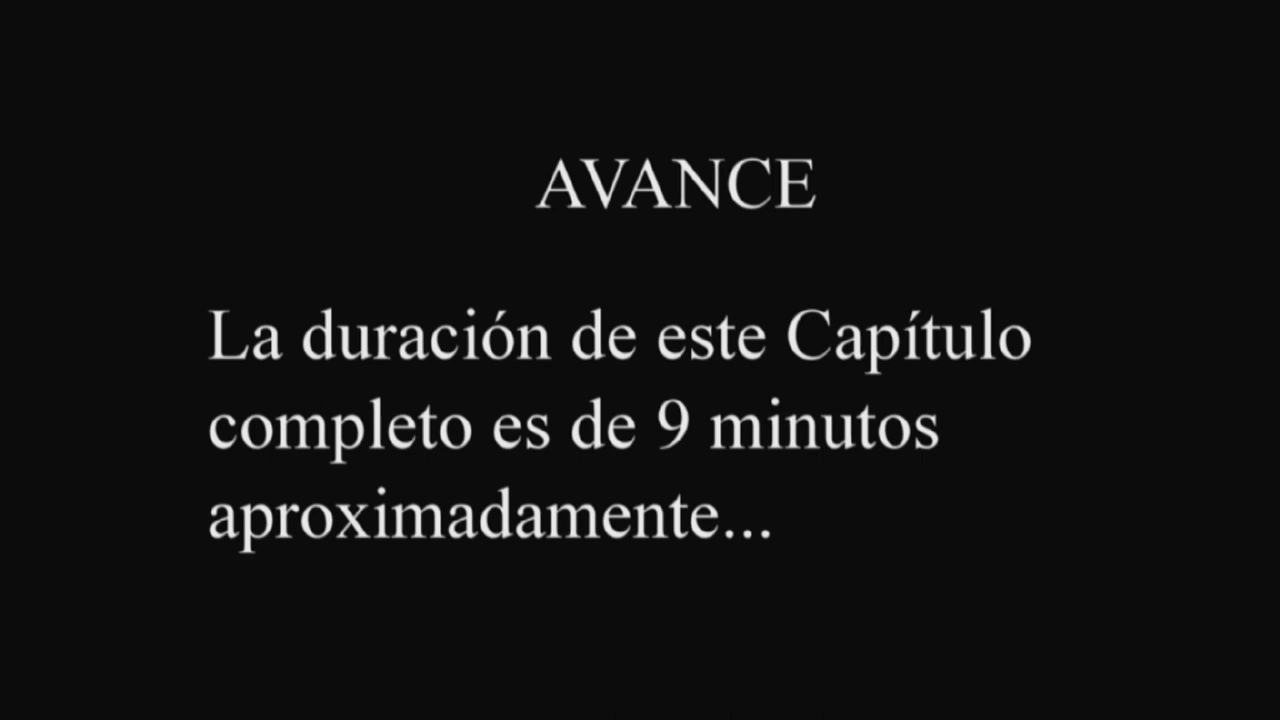 AVANCE
La duración de este Capítulo
completo es de 9 minutos
aproximadamente...